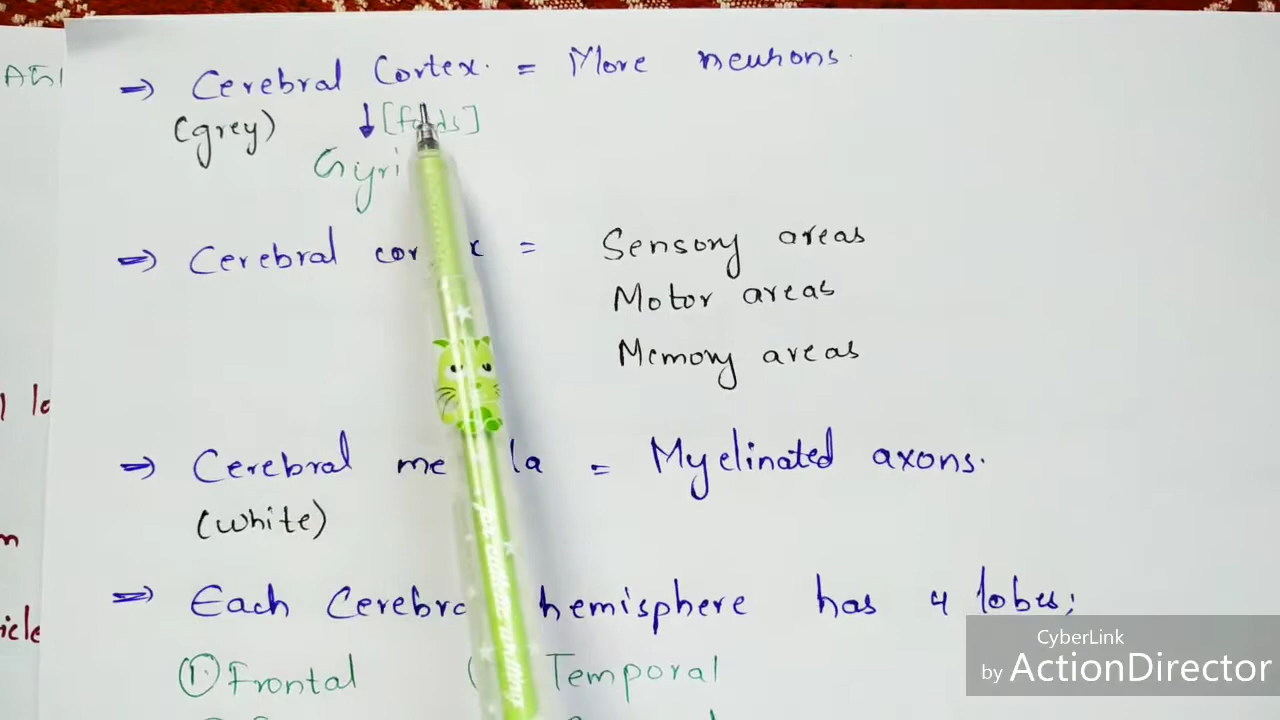 → Cerebral Cortex. = More neurons.
(grey) ↓ [folds]
Gyri
→ Cerebral cor x = Sensory areas
Motor areas
Memory areas
→ Cerebral me la = Myelinated axons.
(white)
→ Each Cerebra hemisphere has 4 lobes;
① Frontal ( Temporal
CyberLink
by ActionDirector